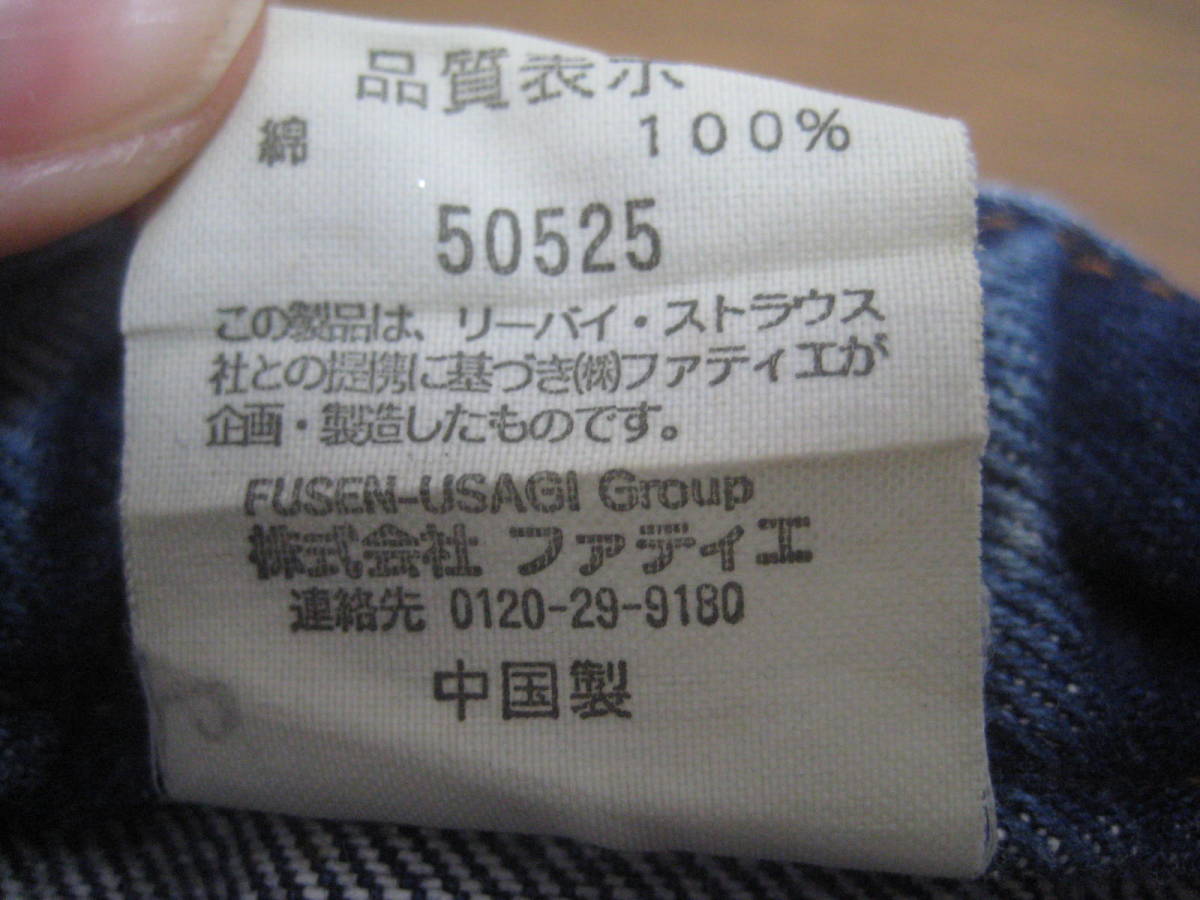 品質表示
綿 100%
50525
この製品は、リーバイ・ストラウス
社との提携に基づき㈱ファティエが
企画・製造したものです。
FUSEN-USAGI Group
株式会社 ファティエ
連絡先 0120-29-9180
中国製